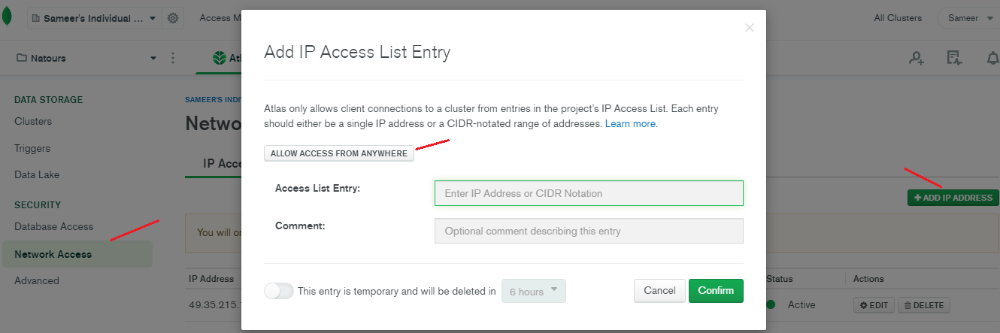 Sameer's Individual ...
Access M
All Clusters
Sameer
Natours
Atl
DATA STORAGE
Clusters
Triggers
Data Lake
SECURITY
Database Access
Network Access
Advanced
SAMEER'S INDIV
Netwo
IP Acce
+ ADD IP ADDRESS
You will on
IP Address
Status
Actions
49.35.215.
Active
EDIT
DELETE
Add IP Access List Entry
Atlas only allows client connections to a cluster from entries in the project's IP Access List. Each entry
should either be a single IP address or a CIDR-notated range of addresses. Learn more.
ALLOW ACCESS FROM ANYWHERE
Access List Entry:
Enter IP Address or CIDR Notation
Comment:
Optional comment describing this entry
This entry is temporary and will be deleted in
6 hours
Cancel
Confirm